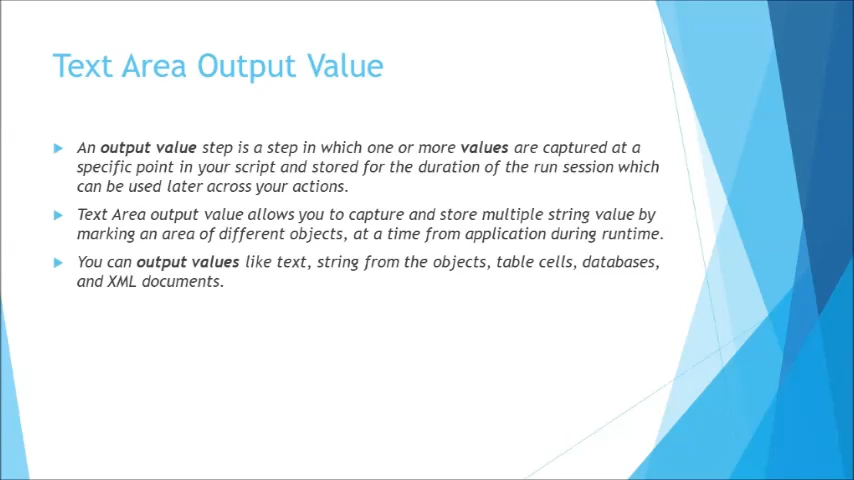 Text Area Output Value
An output value step is a step in which one or more values are captured at a
specific point in your script and stored for the duration of the run session which
can be used later across your actions.
Text Area output value allows you to capture and store multiple string value by
marking an area of different objects, at a time from application during runtime.
You can output values like text, string from the objects, table cells, databases,
and XML documents.